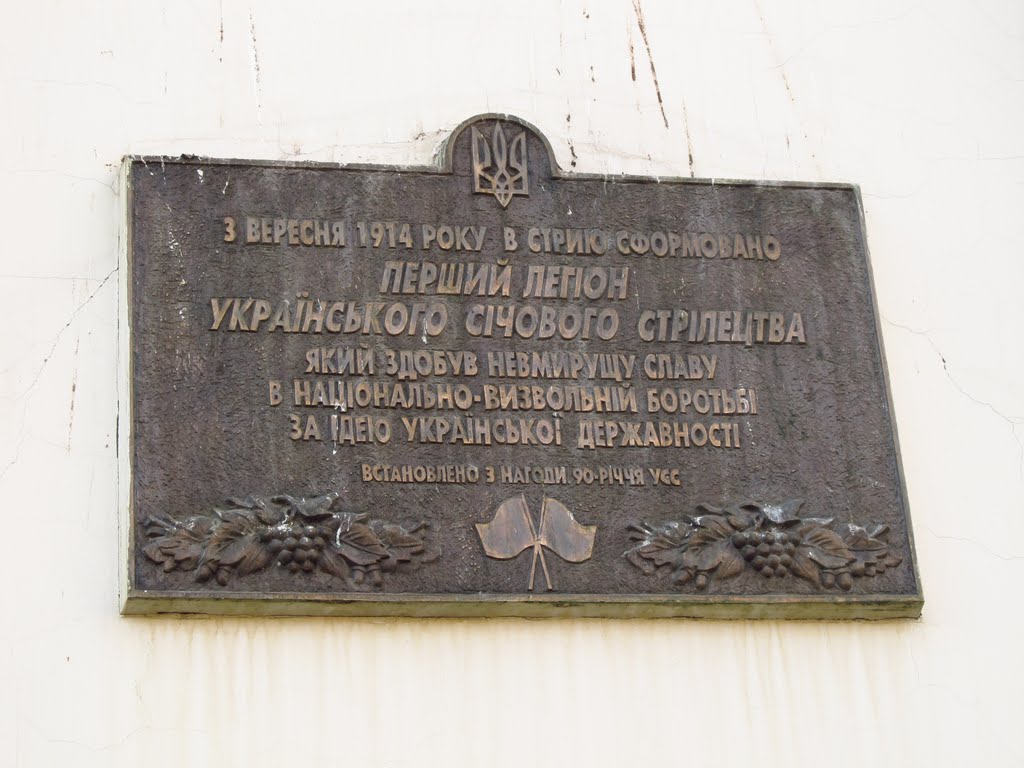 3 ВЕРЕСНЯ 1914 РОКУ В СТРИЮ СФОРМОВАНО
ПЕРШИЙ ЛЕГІОН
УКРАЇНСЬКОГО СІЧОВОГО СТРІЛЕЦТВА
ЯКИЙ ЗДОБУВ НЕВМИРУЩУ СЛАВУ
В НАЦІОНАЛЬНО-ВИЗВОЛЬНІЙ БОРОТЬБІ
ЗА ІДЕЮ УКРАЇНСЬКОЇ ДЕРЖАВНОСТІ
ВСТАНОВЛЕНО З НАГОДИ 90-РІЧЧЯ УСС